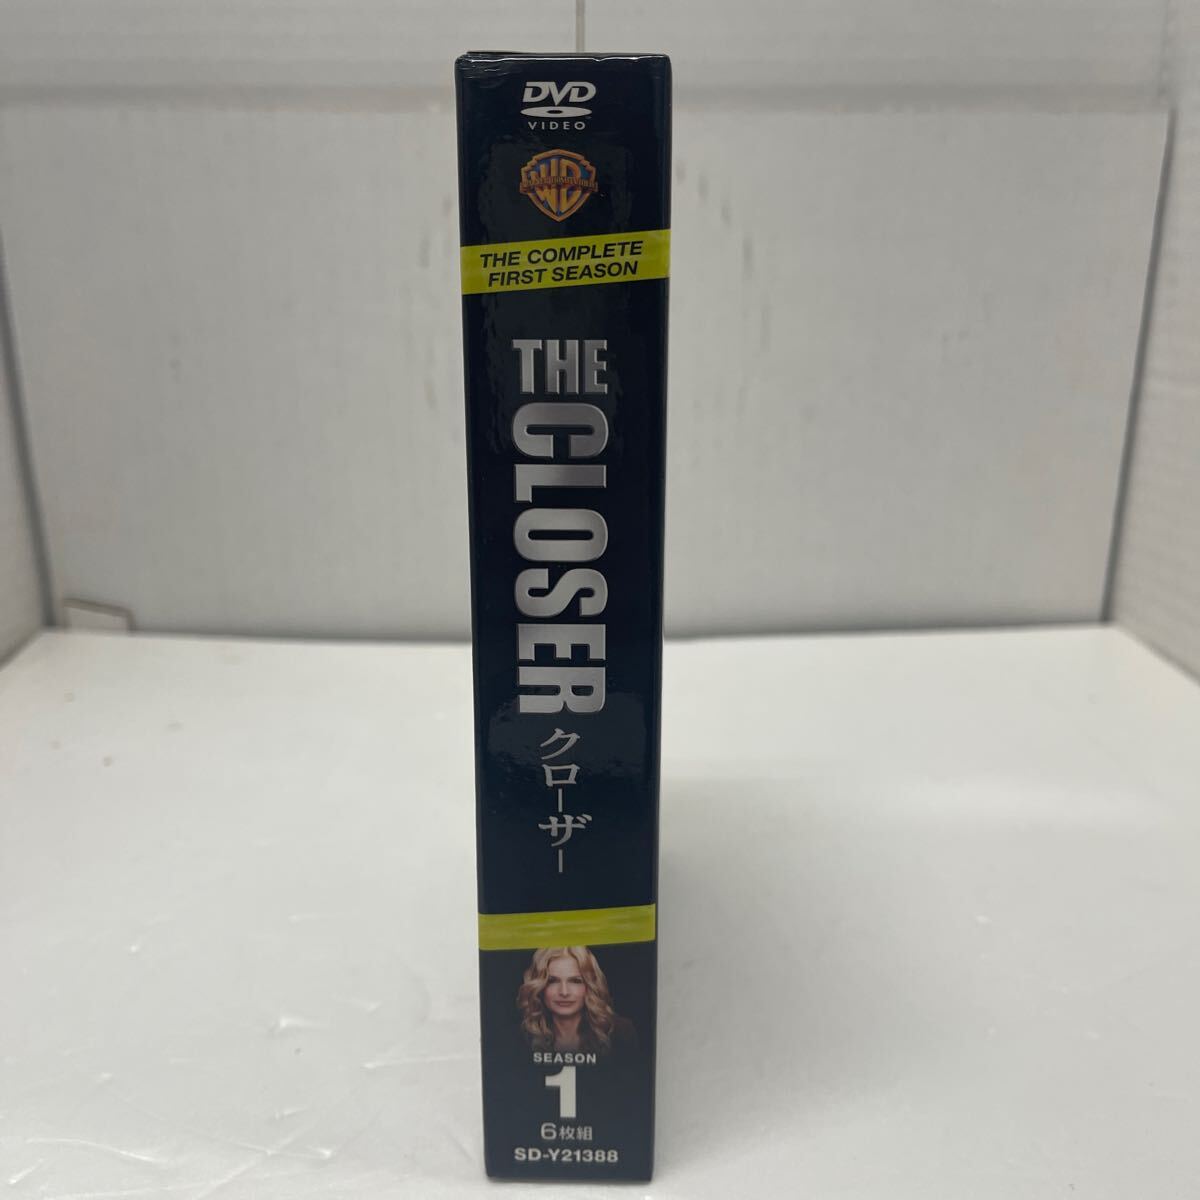 DVD
VIDEO
THE COMPLETE
FIRST SEASON
THE CLOSER
クローザー
SEASON
1
6枚組
SD-Y21388